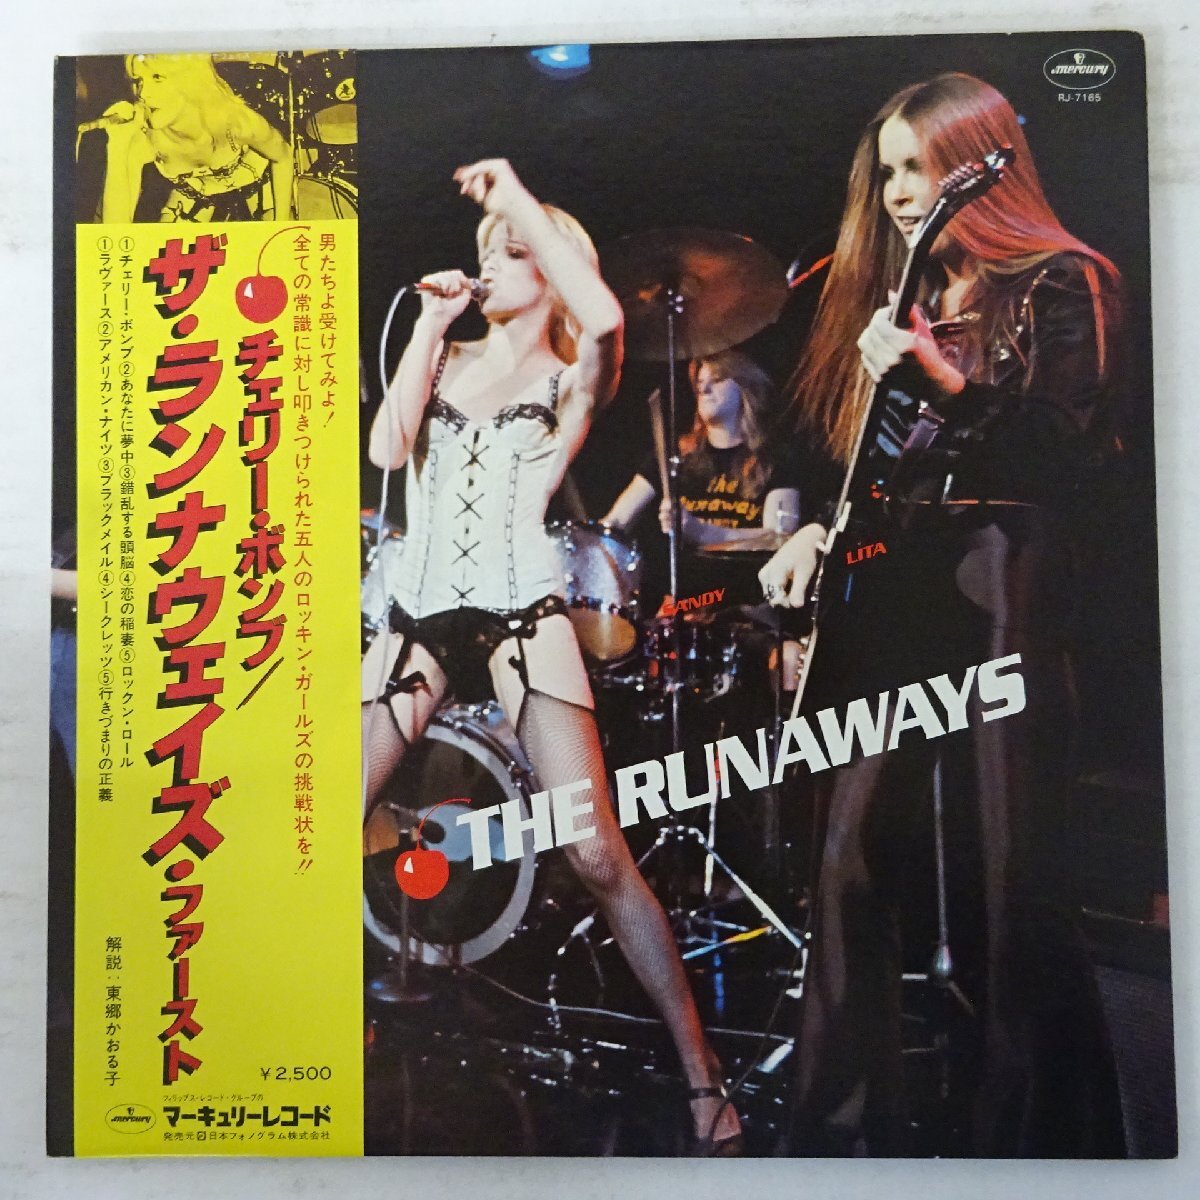 mercury
RJ-7165
男たちよ受けてみよ!
全ての常識に対し叩きつけられた五人のロッキン・ガールズの挑戦状を!!
チェリー・ボンブ/
ザ・ランナウェイズ・ファースト
①チェリー・ボンブ②あなたに夢中③錯乱する頭脳④恋の稲妻⑤ロックン・ロール
①ラヴァース②アメリカン・ナイツ③ブラックメイル④シークレッツ⑤行きづまりの正義
解説:東郷かおる子
¥2,500
フィリップス・レコード・グループの
mercury
マーキュリーレコード
発売元 日本フォノグラム株式会社
the
Runaways
LITA
SANDY
THE RUNAWAYS